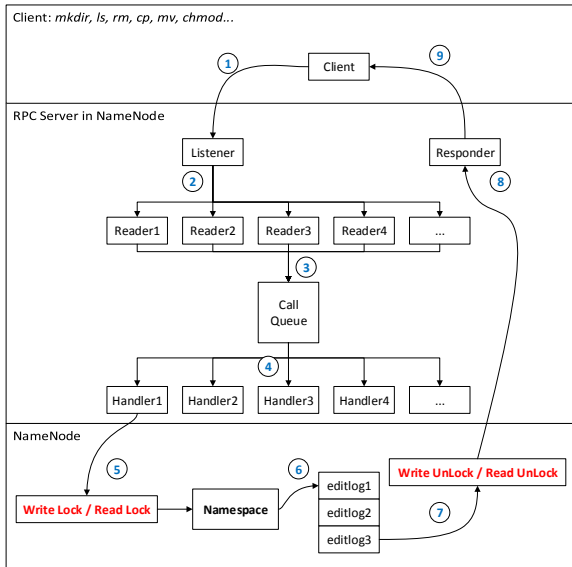 Client: mkdir, ls, rm, cp, mv, chmod...
1
9
Client
RPC Server in NameNode
Listener
Responder
2
8
Reader1
Reader2
Reader3
Reader4
...
3
Call
Queue
4
Handler1
Handler2
Handler3
Handler4
...
NameNode
5
6
Write UnLock / Read UnLock
editlog1
Write Lock / Read Lock
Namespace
editlog2
7
editlog3